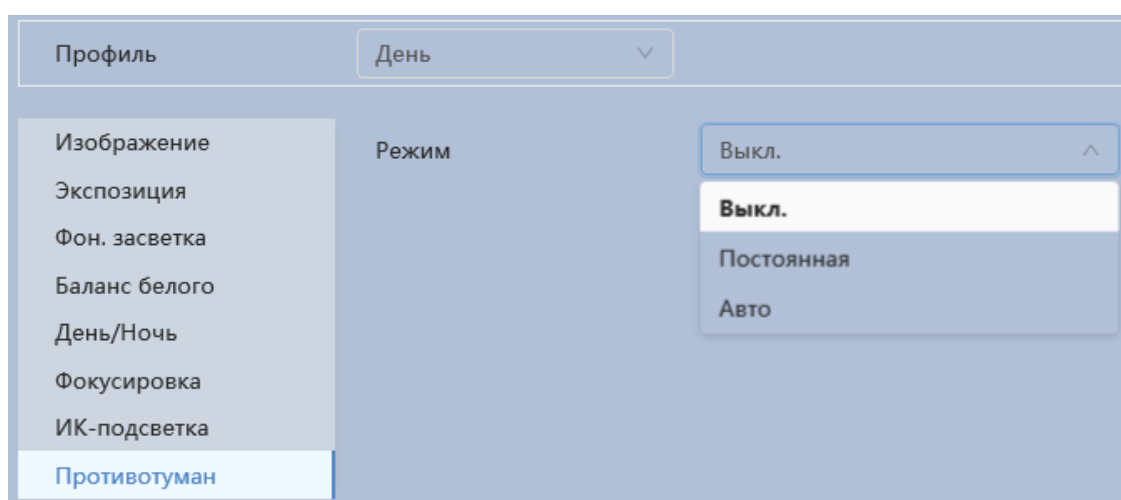 Профиль День
Изображение Режим Выкл.
Экспозиция Выкл.
Фон. засветка Постоянная
Баланс белого Авто
День/Ночь
Фокусировка
ИК-подсветка
Противотуман